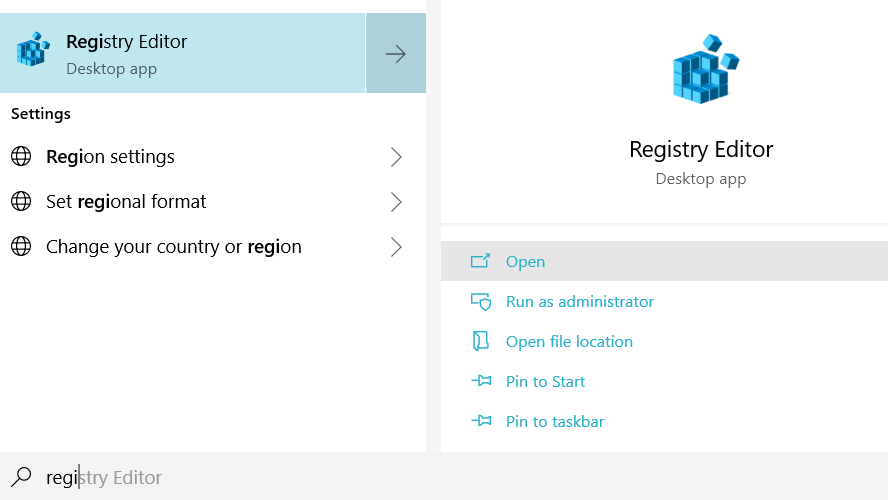 Registry Editor
Desktop app
Settings
Region settings
Set regional format
Change your country or region
Registry Editor
Desktop app
Open
Run as administrator
Open file location
Pin to Start
Pin to taskbar
registry Editor